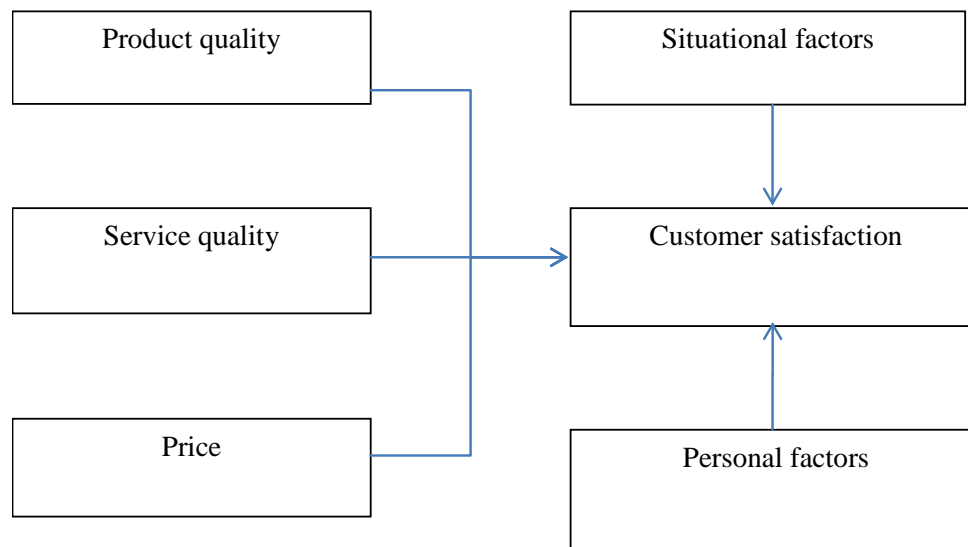 Product quality
Situational factors
Service quality
Customer satisfaction
Price
Personal factors